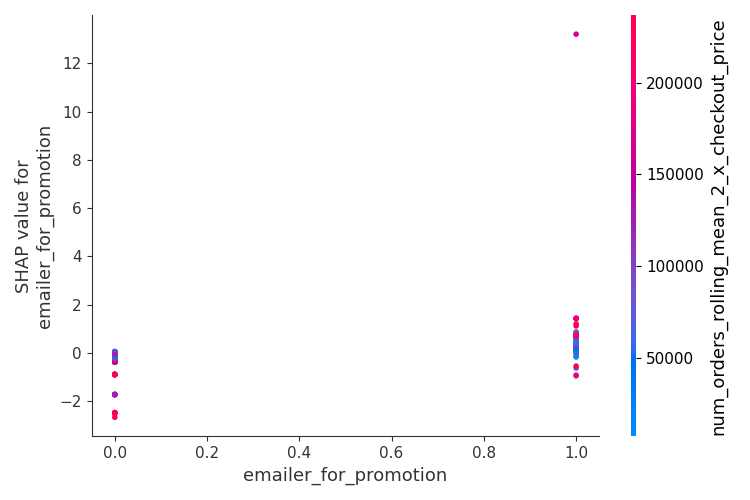 12
10
8
6
4
2
0
−2
SHAP value for
emailer_for_promotion
0.0 0.2 0.4 0.6 0.8 1.0
emailer_for_promotion
200000
150000
100000
50000
num_orders_rolling_mean_2_x_checkout_price